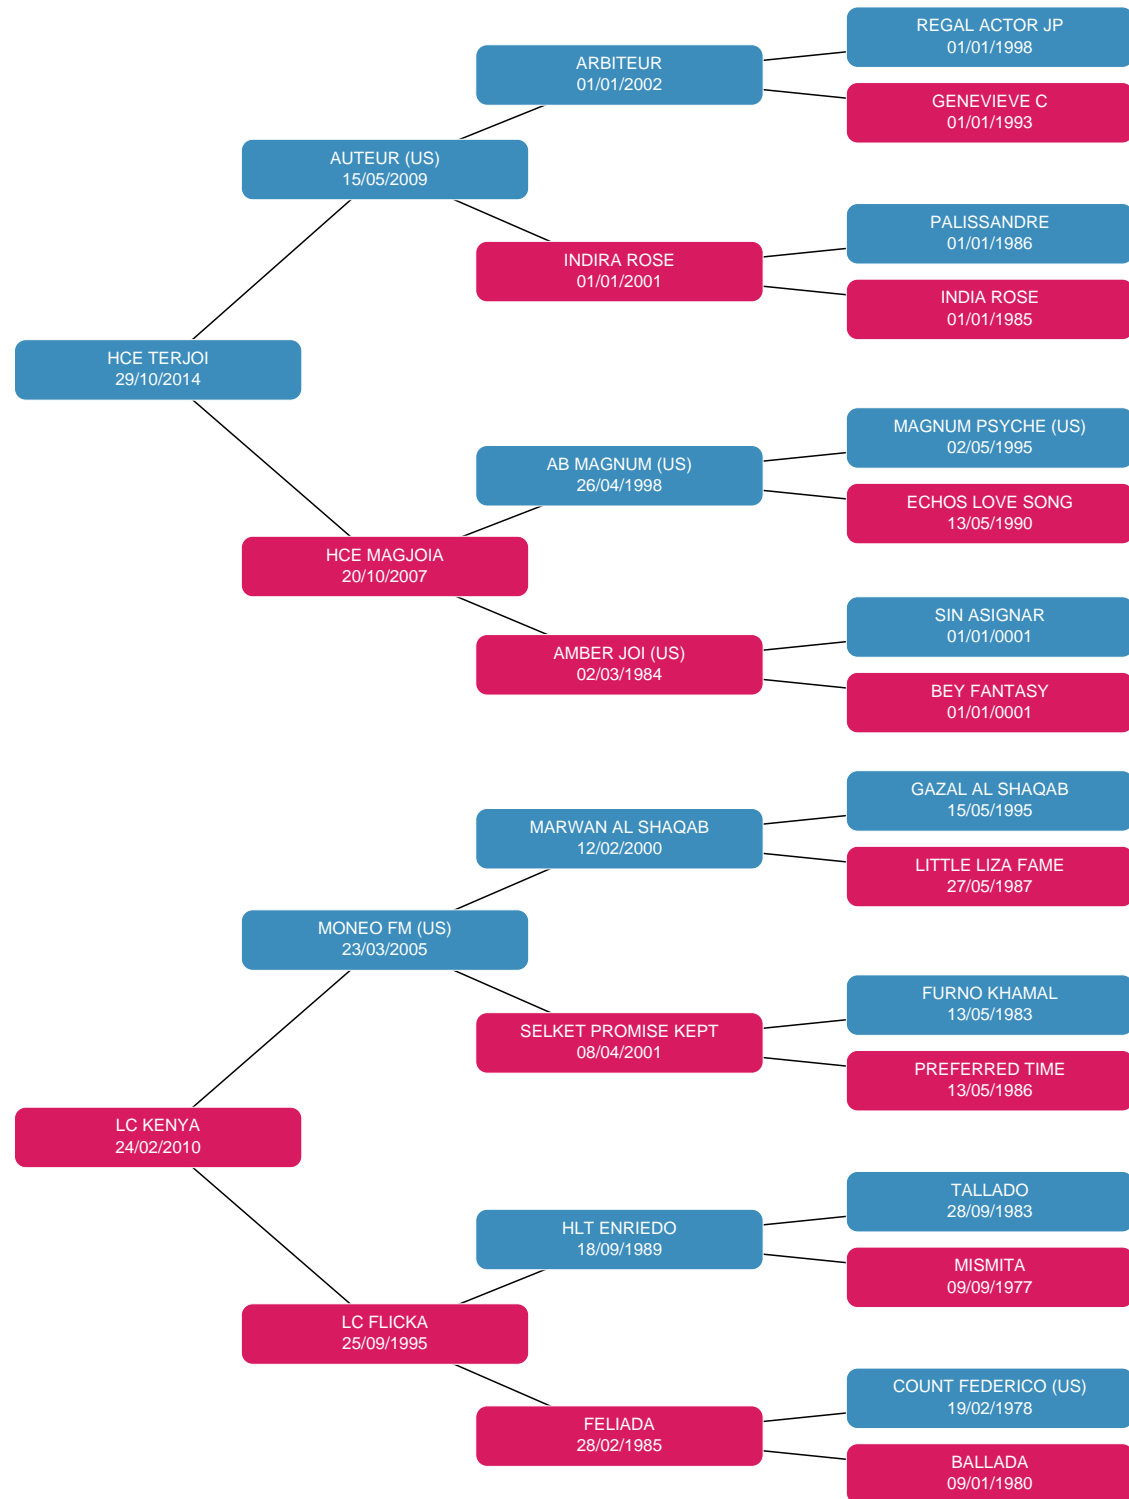 REGAL ACTOR JP
01/01/1998
ARBITEUR
01/01/2002
GENEVIEVE C
01/01/1993
AUTEUR (US)
15/05/2009
PALISSANDRE
01/01/1986
INDIRA ROSE
01/01/2001
INDIA ROSE
01/01/1985
HCE TERJOI
29/10/2014
MAGNUM PSYCHE (US)
02/05/1995
AB MAGNUM (US)
26/04/1998
ECHOS LOVE SONG
13/05/1990
HCE MAGJOIA
20/10/2007
SIN ASIGNAR
01/01/0001
AMBER JOI (US)
02/03/1984
BEY FANTASY
01/01/0001
GAZAL AL SHAQAB
15/05/1995
MARWAN AL SHAQAB
12/02/2000
LITTLE LIZA FAME
27/05/1987
MONEO FM (US)
23/03/2005
FURNO KHAMAL
13/05/1983
SELKET PROMISE KEPT
08/04/2001
PREFERRED TIME
13/05/1986
LC KENYA
24/02/2010
TALLADO
28/09/1983
HLT ENRIEDO
18/09/1989
MISMITA
09/09/1977
LC FLICKA
25/09/1995
COUNT FEDERICO (US)
19/02/1978
FELIADA
28/02/1985
BALLADA
09/01/1980